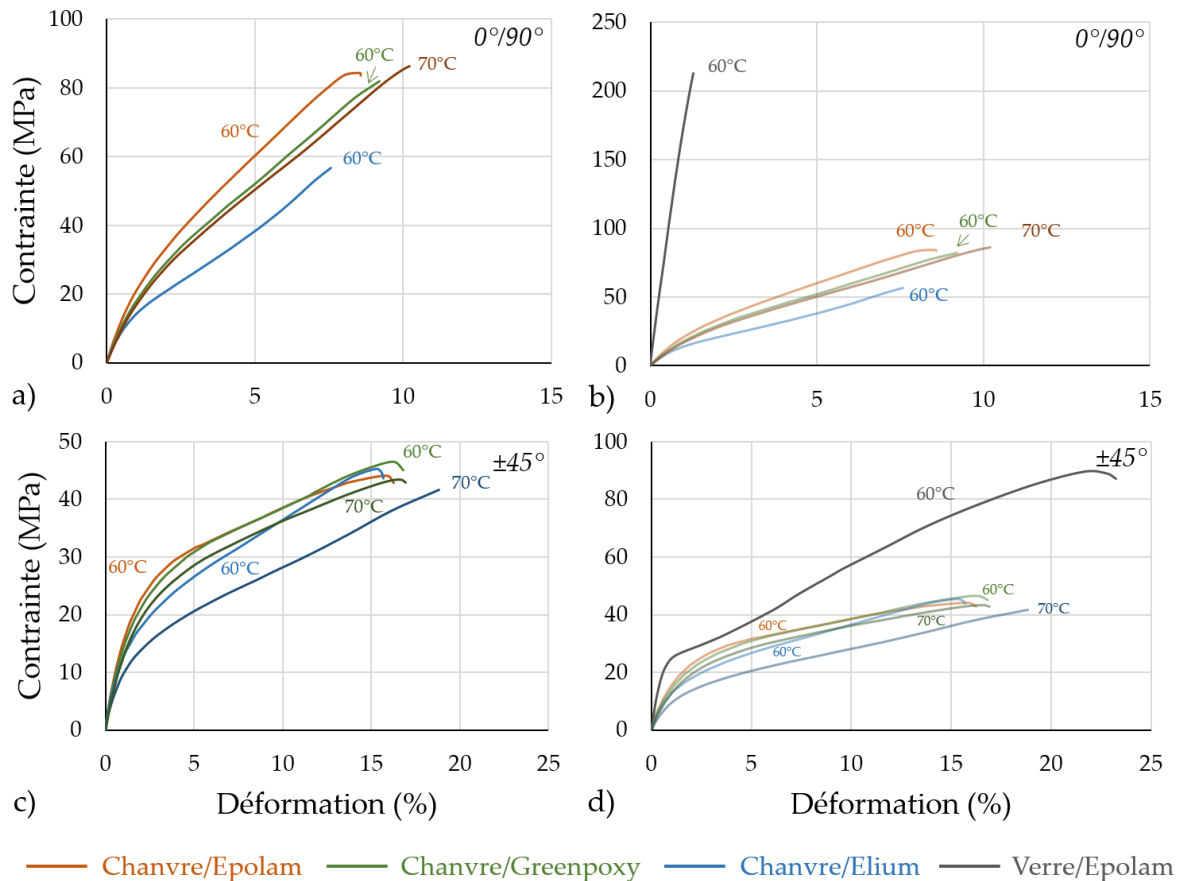 100
80
60
40
20
0
0
5
10
15
Contrainte (MPa)
0°/90°
60°C
60°C
70°C
60°C
a)
250
200
150
100
50
0
0
5
10
15
0°/90°
60°C
60°C
60°C
70°C
60°C
b)
50
40
30
20
10
0
0
5
10
15
20
25
Contrainte (MPa)
±45°
60°C
70°C
70°C
60°C
60°C
c)
Déformation (%)
100
80
60
40
20
0
0
5
10
15
20
25
±45°
60°C
60°C
70°C
60°C
70°C
60°C
d)
Déformation (%)
Chanvre/Epolam
Chanvre/Greenpoxy
Chanvre/Elium
Verre/Epolam